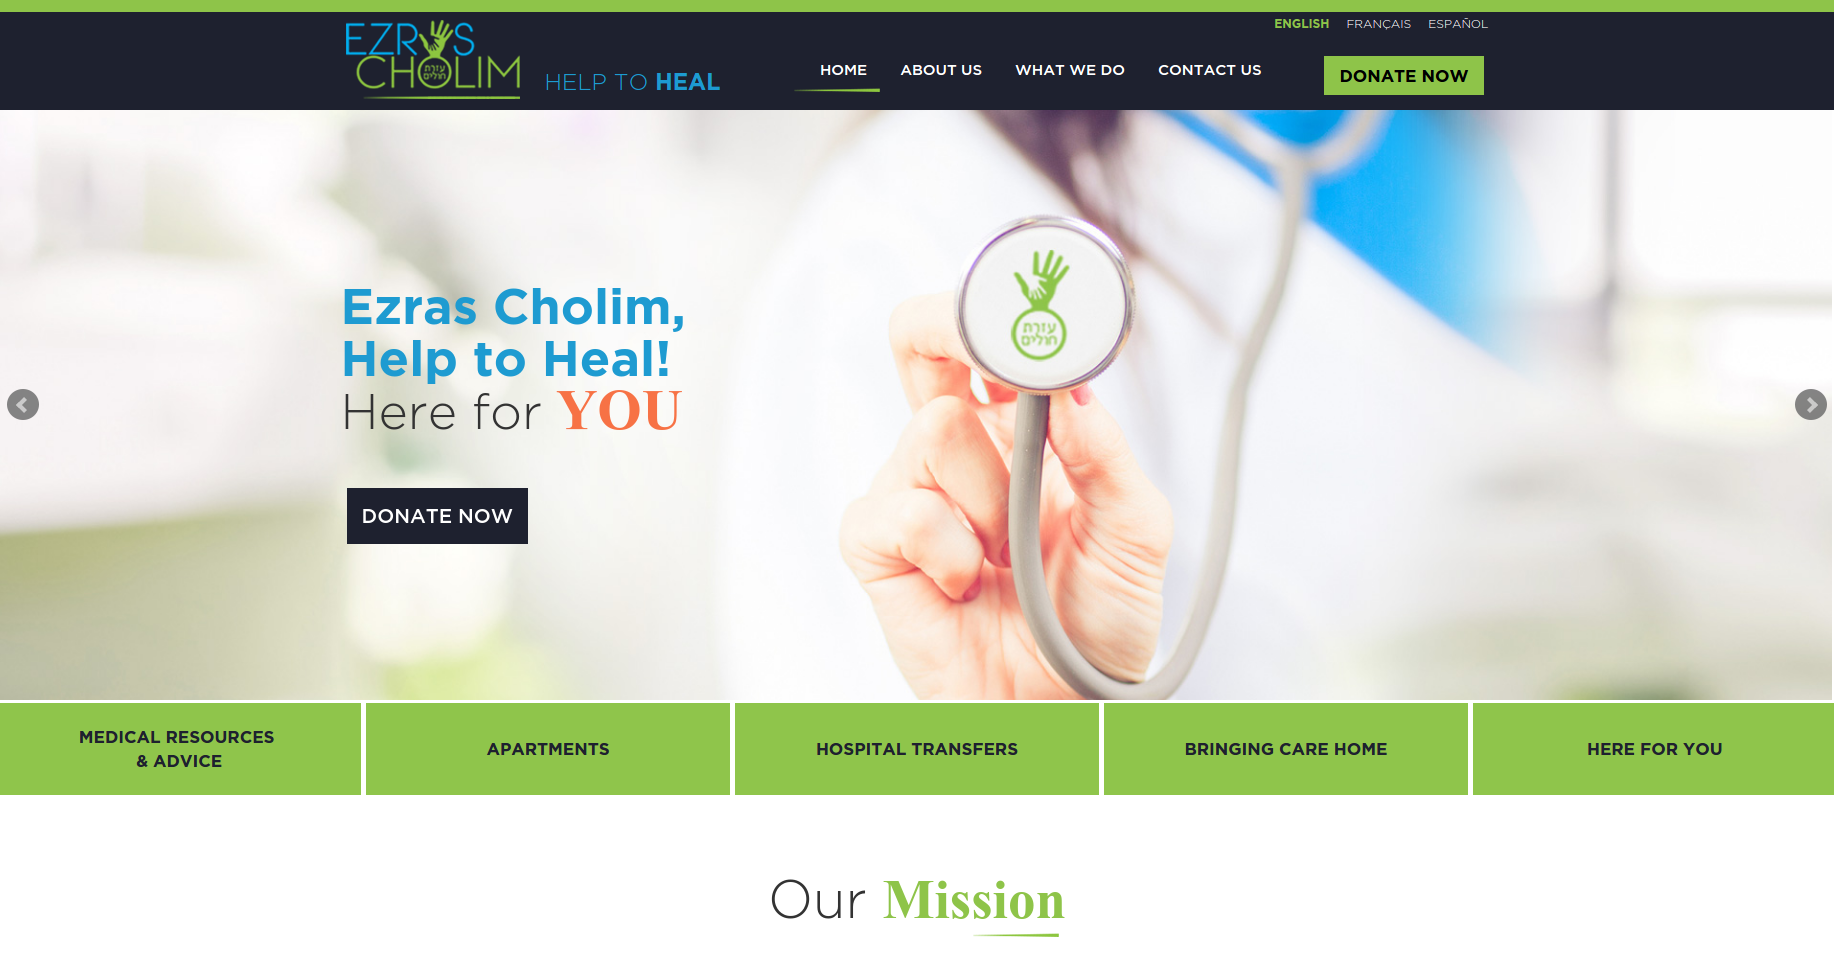 ENGLISH FRANÇAIS ESPAÑOL
EZRAS
CHOLIM
עזרת
חולים
HELP TO HEAL
HOME ABOUT US WHAT WE DO CONTACT US
DONATE NOW
Ezras Cholim,
Help to Heal!
Here for YOU
DONATE NOW
עזרת
חולים
MEDICAL RESOURCES
& ADVICE
APARTMENTS
HOSPITAL TRANSFERS
BRINGING CARE HOME
HERE FOR YOU
Our Mission